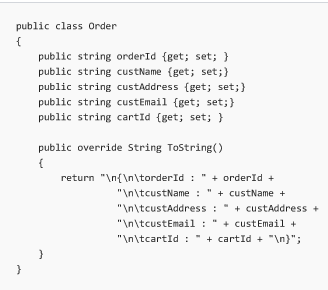 public class Order
{
    public string orderId {get; set; }
    public string custName {get; set;}
    public string custAddress {get; set;}
    public string custEmail {get; set;}
    public string cartId {get; set; }

    public override String ToString()
    {
        return "\n{\n\torderId : " + orderId +
                "\n\tcustName : " + custName +
                "\n\tcustAddress : " + custAddress +
                "\n\tcustEmail : " + custEmail +
                "\n\tcartId : " + cartId + "\n}";
    }
}